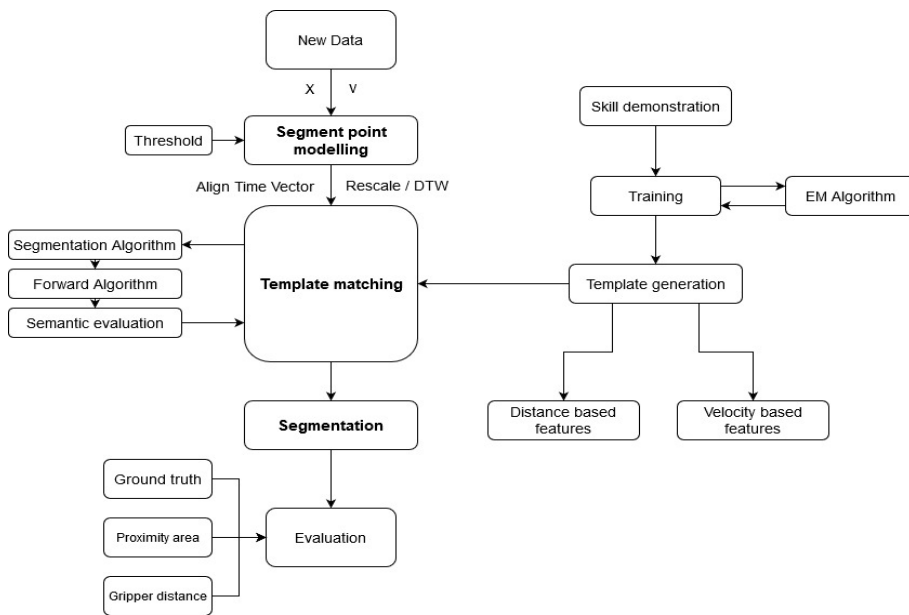 New Data
X V
Skill demonstration
Threshold
Segment point
modelling
Align Time Vector Rescale / DTW
Training
EM Algorithm
Segmentation Algorithm
Forward Algorithm
Semantic evaluation
Template matching
Template generation
Distance based
features
Velocity based
features
Segmentation
Ground truth
Proximity area
Gripper distance
Evaluation